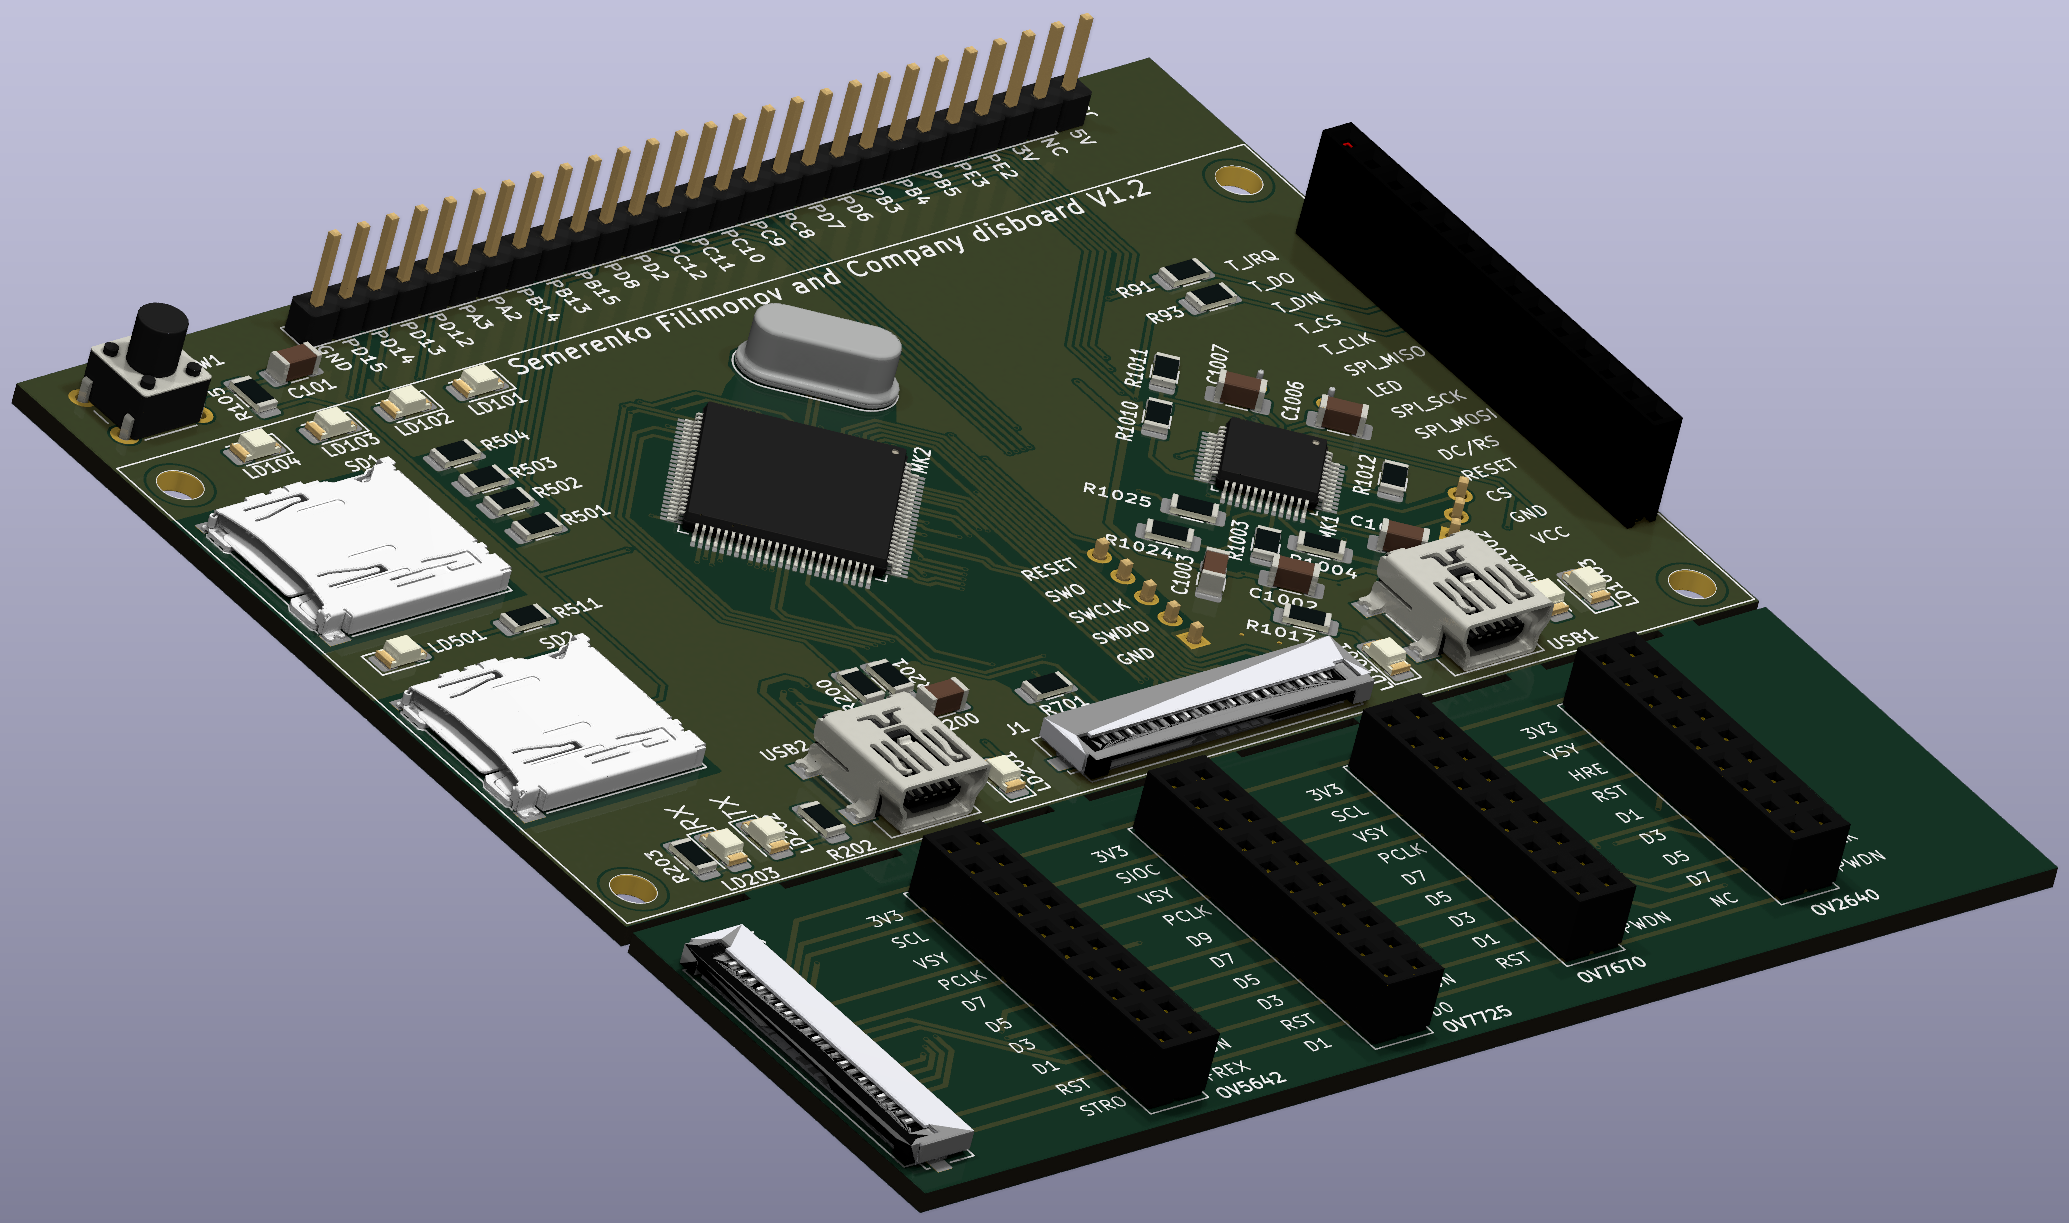 5V
NC
3V
PE2
PE3
PB5
PB4
PB3
PD6
PD7
PC8
PC9
PC10
PC11
PC12
PD2
PD8
PB15
PB13
PB14
PA2
PA3
PD12
PD13
PD14
PD15
GND
Semerenko Filimonov and Company disboard V1.2
C101
R105
LD101
LD102
LD103
LD104
SD1
R504
R503
R502
R501
MK2
R511
LD501
SD2
R91
R93
T_IRQ
T_DO
T_DIN
T_CS
T_CLK
SPI_MISO
LED
SPI_SCK
SPI_MOSI
DC/RS
RESET
CS
GND
VCC
R1011
R1010
C1007
C1006
R1012
R1025
R1024
R1003
MK1
C1003
C1002
R1017
RESET
SWO
SWCLK
SWDIO
GND
USB1
R701
J1
USB2
LD201
RX
TX
R203
LD203
R202
3V3
SCL
VSY
PCLK
D7
D5
D3
D1
RST
STRO
FREX
OV5642
3V3
SIOC
VSY
PCLK
D9
D7
D5
D3
RST
D1
OV7725
3V3
SCL
VSY
PCLK
D7
D5
D3
D1
RST
PWDN
OV7670
3V3
VSY
HRE
RST
D1
D3
D5
D7
NC
PWDN
OV2640